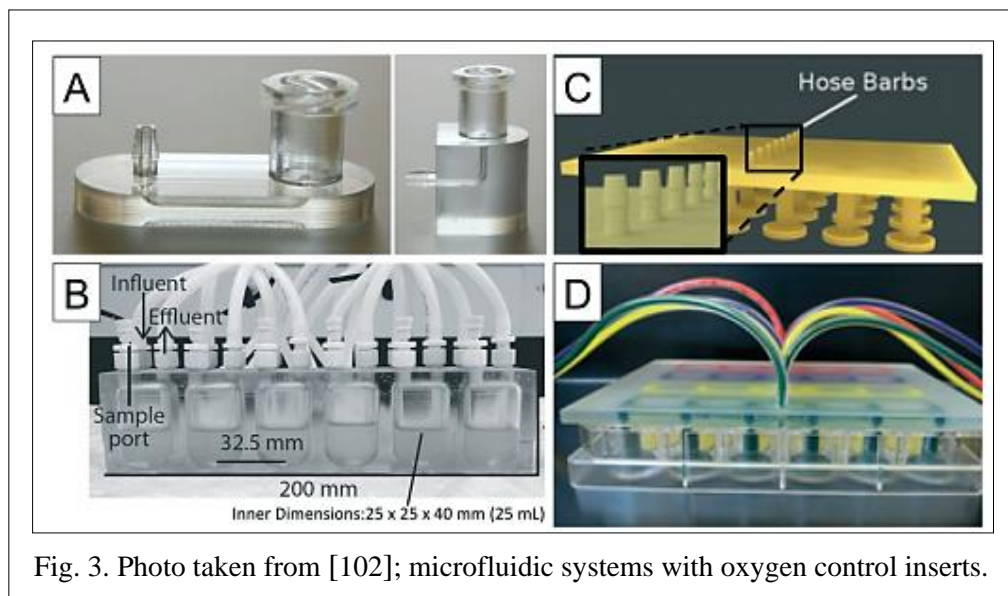 A
C
Hose Barbs
B
Influent
Effluent
Sample
port
32.5 mm
200 mm
Inner Dimensions:25 x 25 x 40 mm (25 mL)
D
Fig. 3. Photo taken from [102]; microfluidic systems with oxygen control inserts.